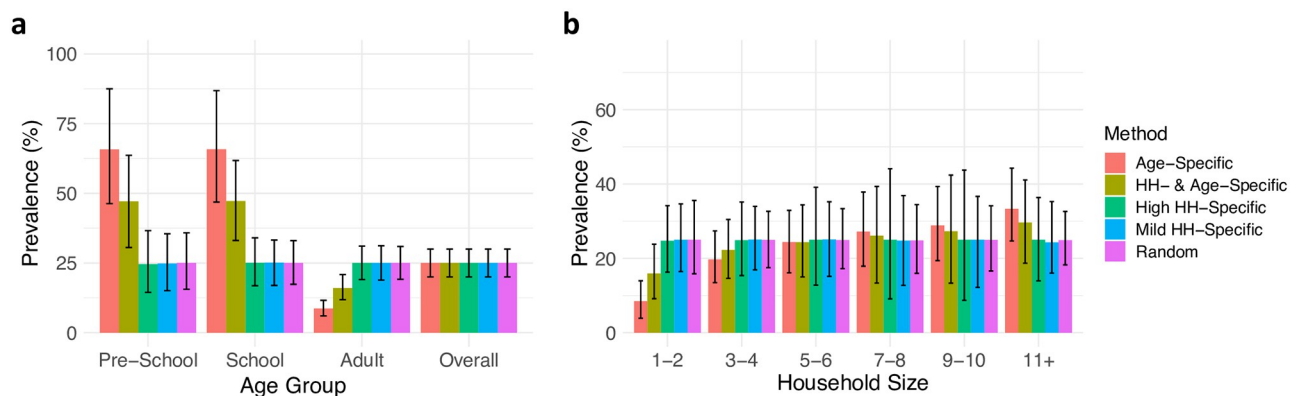 a
100
75
50
25
0
Prevalence (%)
Pre−School School Adult Overall
Age Group
b
60
40
20
0
Prevalence (%)
1−2 3−4 5−6 7−8 9−10 11+
Household Size
Method
Age−Specific
HH− & Age−Specific
High HH−Specific
Mild HH−Specific
Random